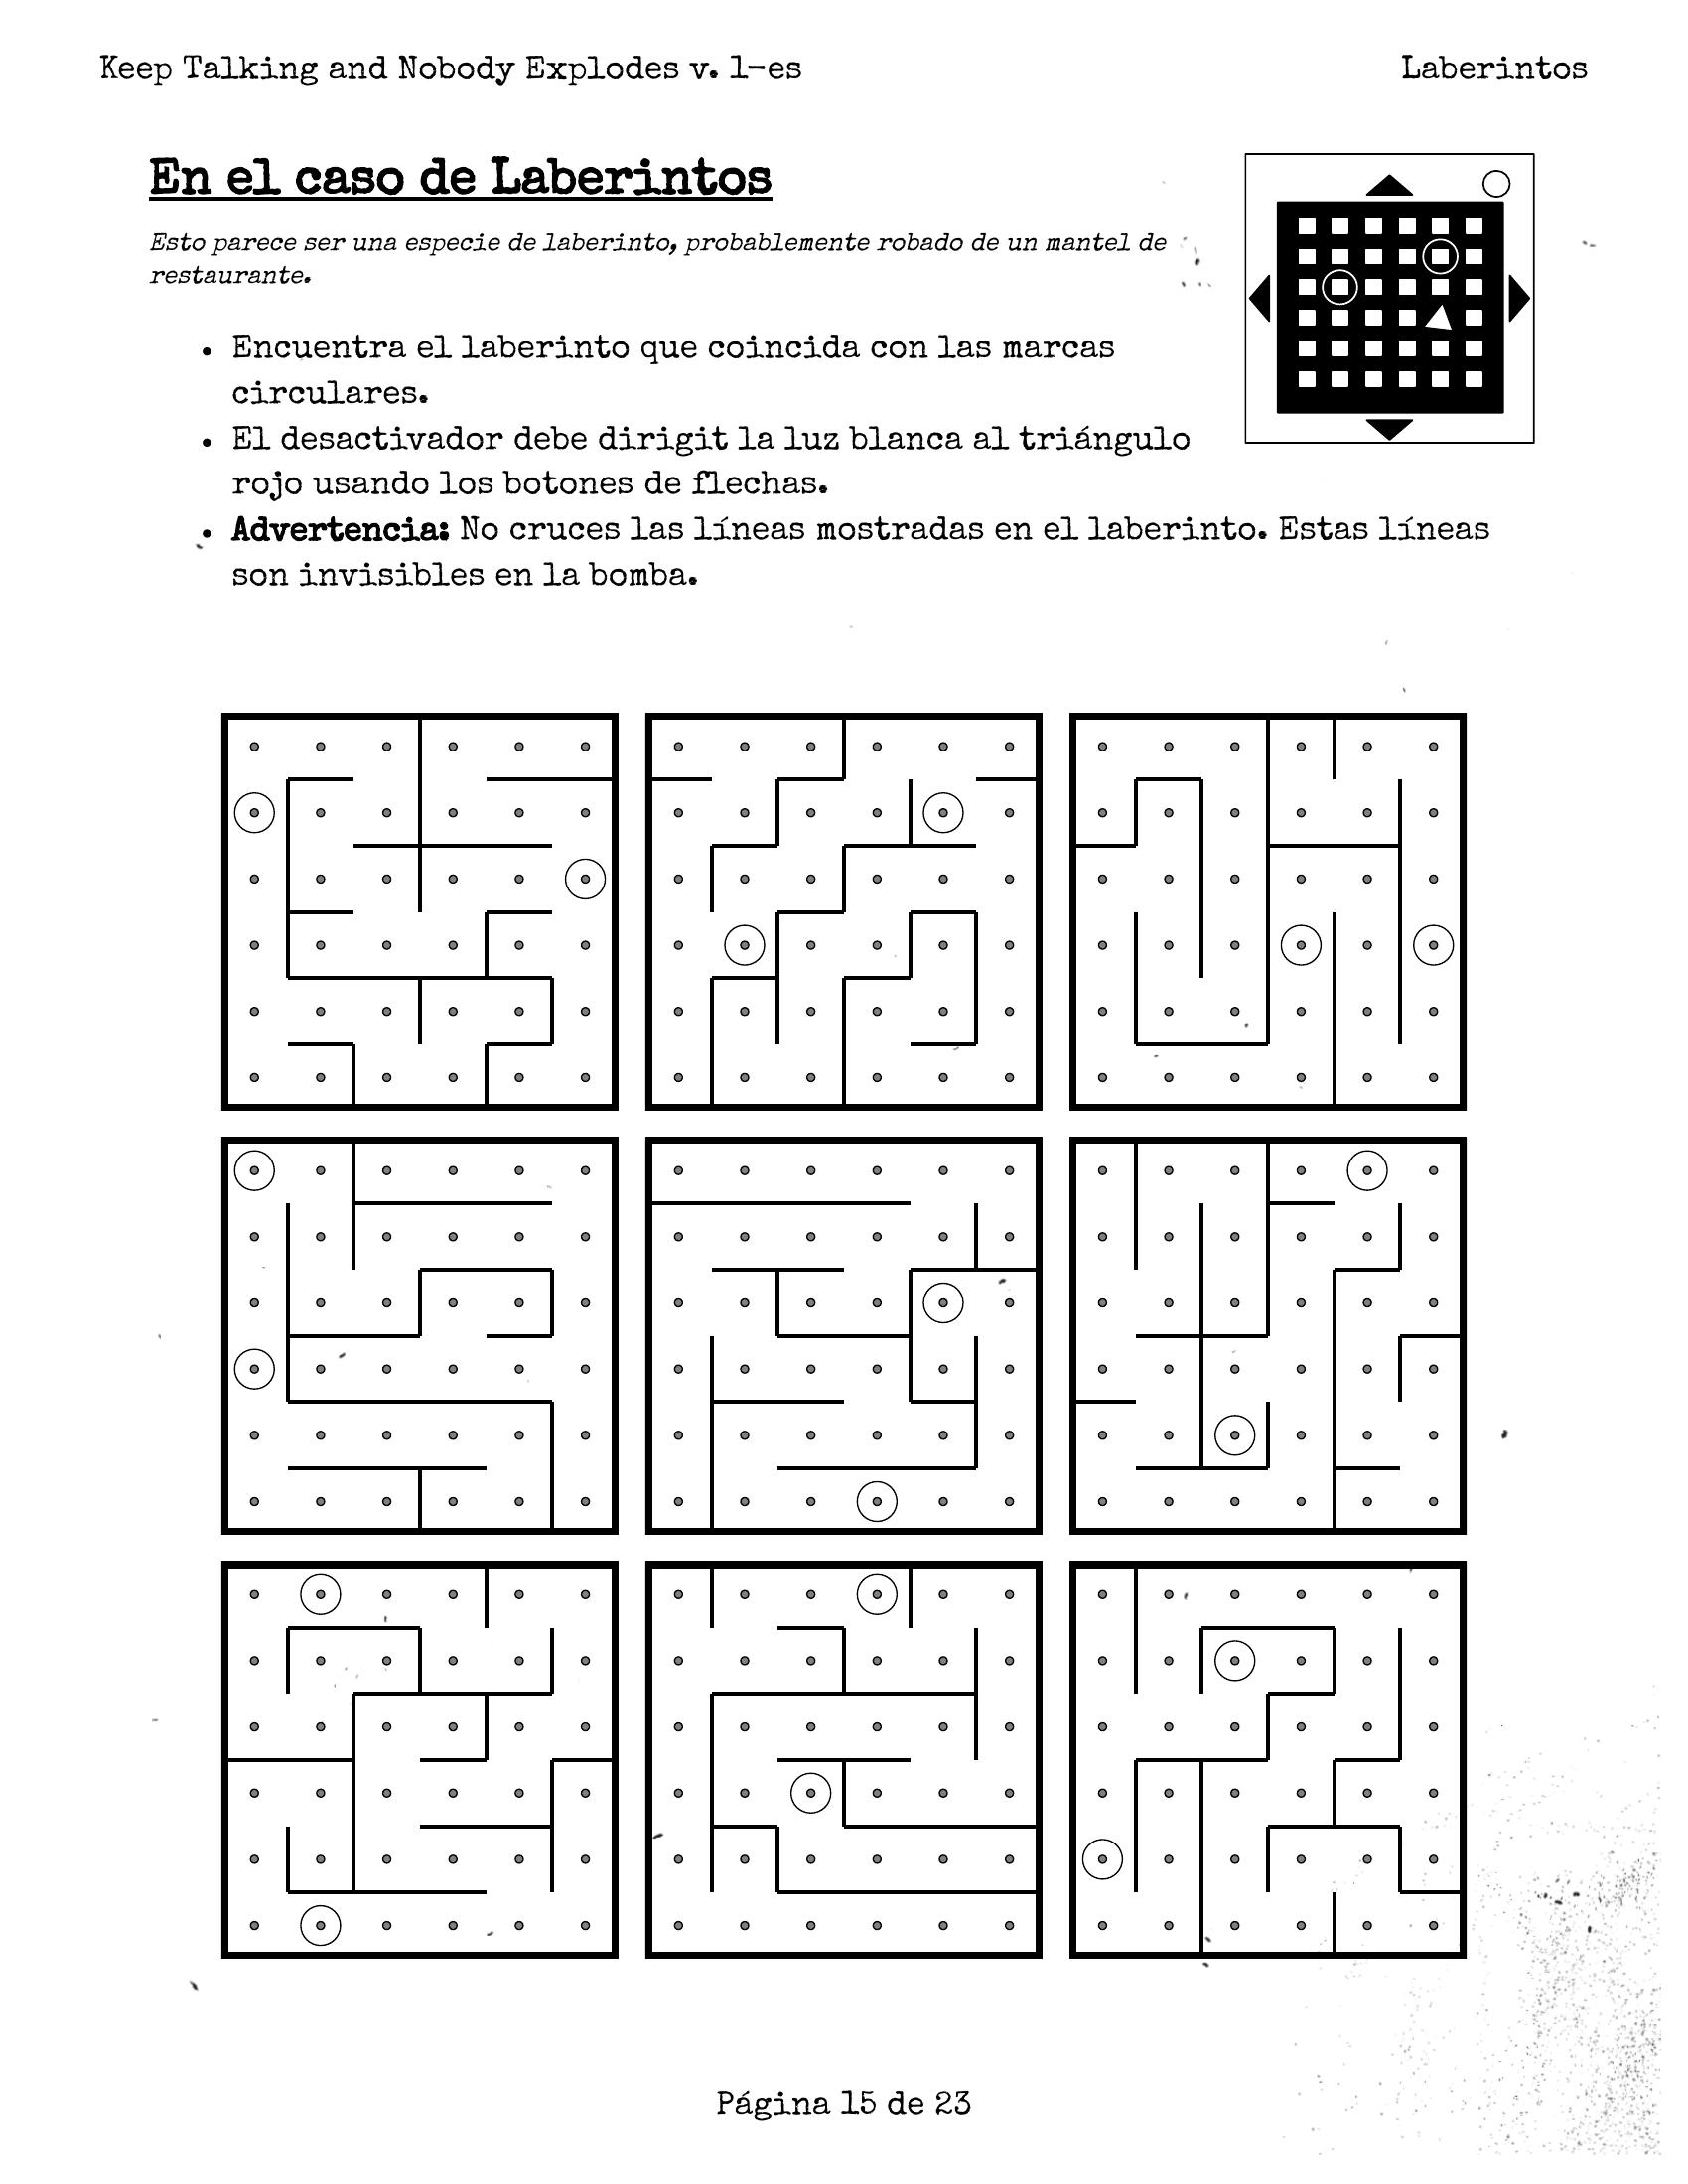 Keep Talking and Nobody Explodes v. 1-es
Laberintos
En el caso de Laberintos
Esto parece ser una especie de laberinto, probablemente robado de un mantel de
restaurante.
• Encuentra el laberinto que coincida con las marcas
circulares.
• El desactivador debe dirigit la luz blanca al triángulo
rojo usando los botones de flechas.
• Advertencia: No cruces las líneas mostradas en el laberinto. Estas líneas
son invisibles en la bomba.
Página 15 de 23